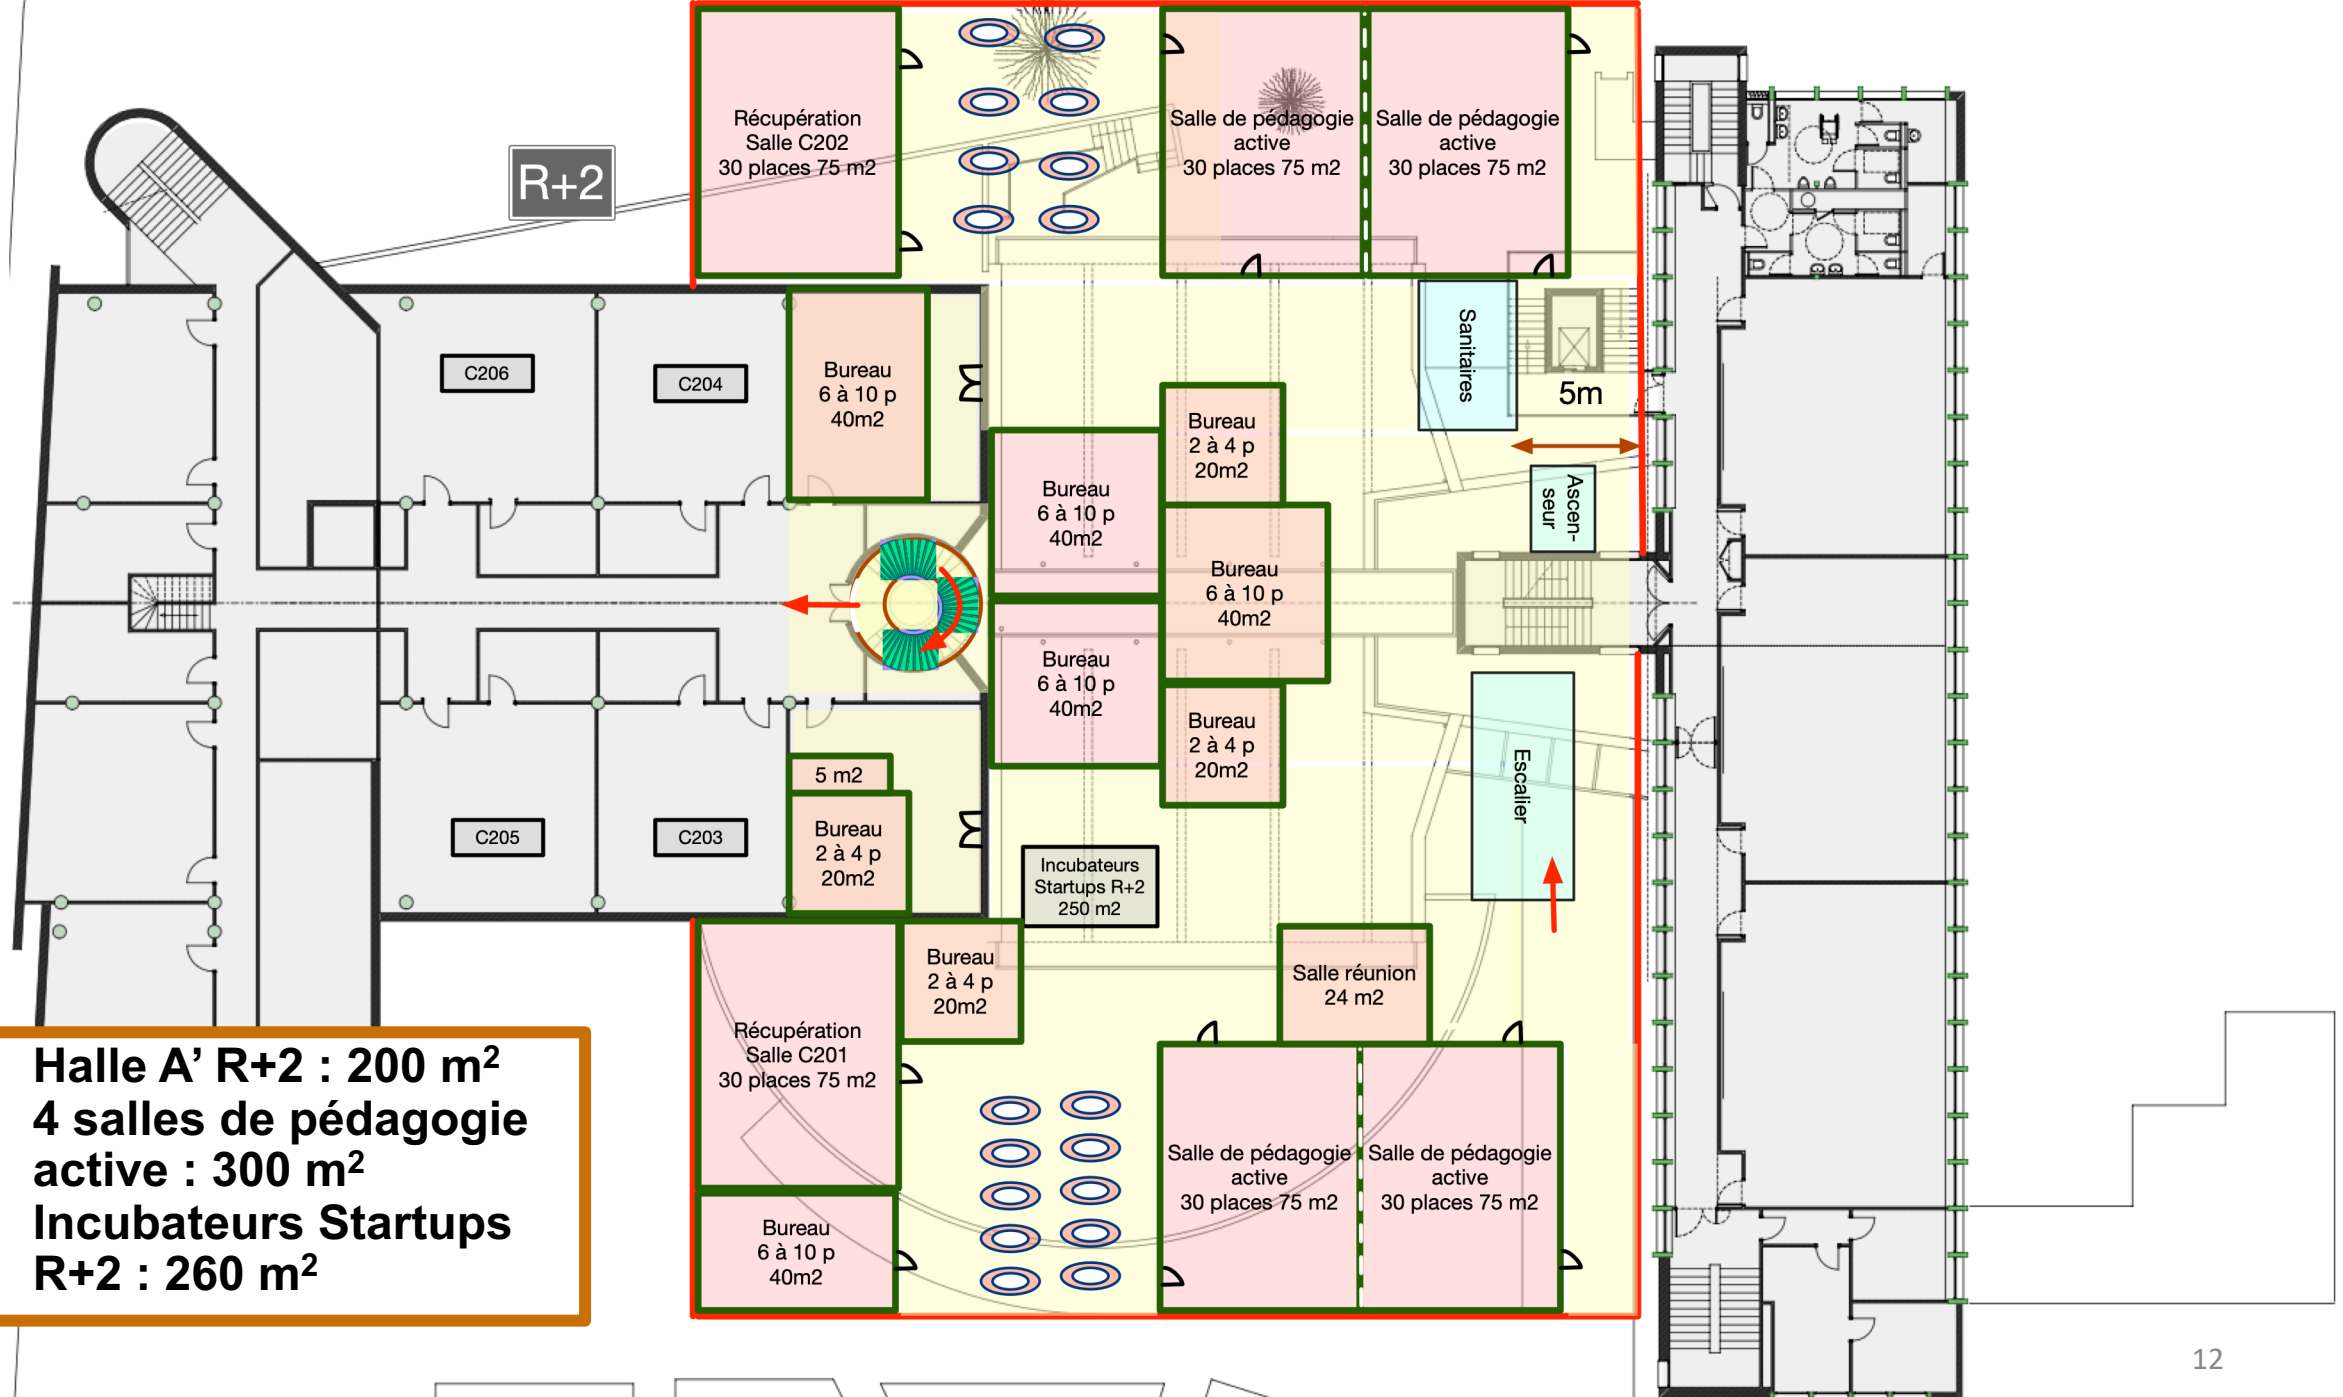 R+2
Récupération
Salle C202
30 places 75 m2
Salle de pédagogie
active
30 places 75 m2
Salle de pédagogie
active
30 places 75 m2
C206
C204
Bureau
6 à 10 p
40m2
Sanitaires
5m
Bureau
2 à 4 p
20m2
Bureau
6 à 10 p
40m2
Ascen-
seur
Bureau
6 à 10 p
40m2
Bureau
6 à 10 p
40m2
Bureau
2 à 4 p
20m2
Escalier
5 m2
Bureau
2 à 4 p
20m2
C205
C203
Incubateurs
Startups R+2
250 m2
Bureau
2 à 4 p
20m2
Salle réunion
24 m2
Récupération
Salle C201
30 places 75 m2
Salle de pédagogie
active
30 places 75 m2
Salle de pédagogie
active
30 places 75 m2
Bureau
6 à 10 p
40m2
Halle A’ R+2 : 200 m²
4 salles de pédagogie
active : 300 m²
Incubateurs Startups
R+2 : 260 m²
12